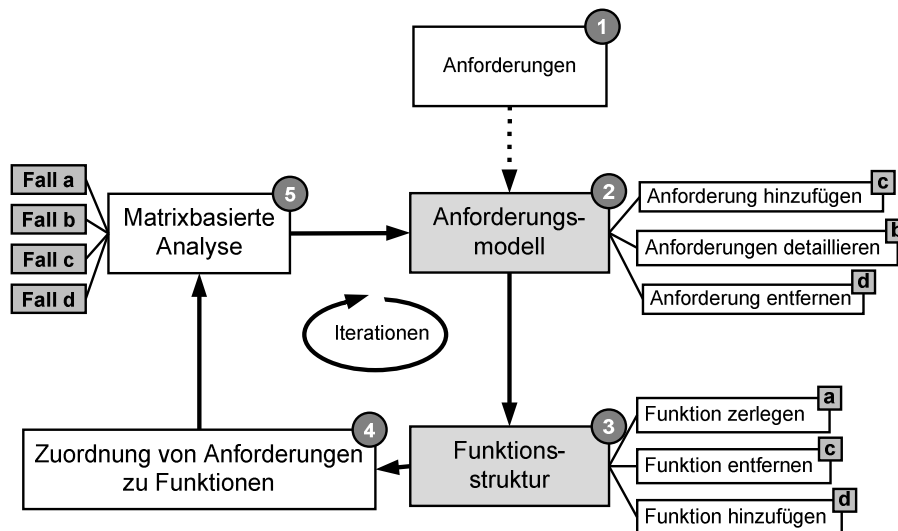 1
Anforderungen
Fall a
Fall b
Fall c
Fall d
5
Matrixbasierte
Analyse
2
Anforderungs-
modell
c
Anforderung hinzufügen
b
Anforderungen detaillieren
d
Anforderung entfernen
Iterationen
4
Zuordnung von Anforderungen
zu Funktionen
3
Funktions-
struktur
a
Funktion zerlegen
c
Funktion entfernen
d
Funktion hinzufügen